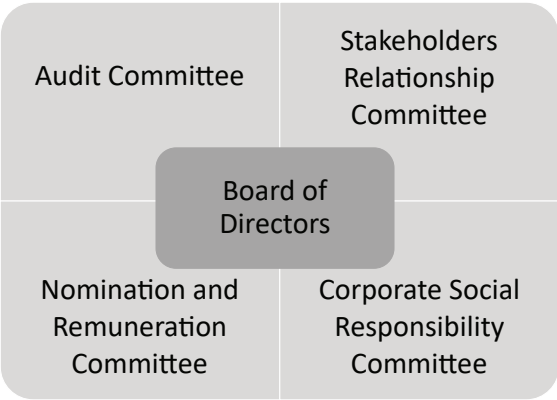 Audit Committee
Stakeholders
Relationship
Committee
Board of
Directors
Nomination and
Remuneration
Committee
Corporate Social
Responsibility
Committee